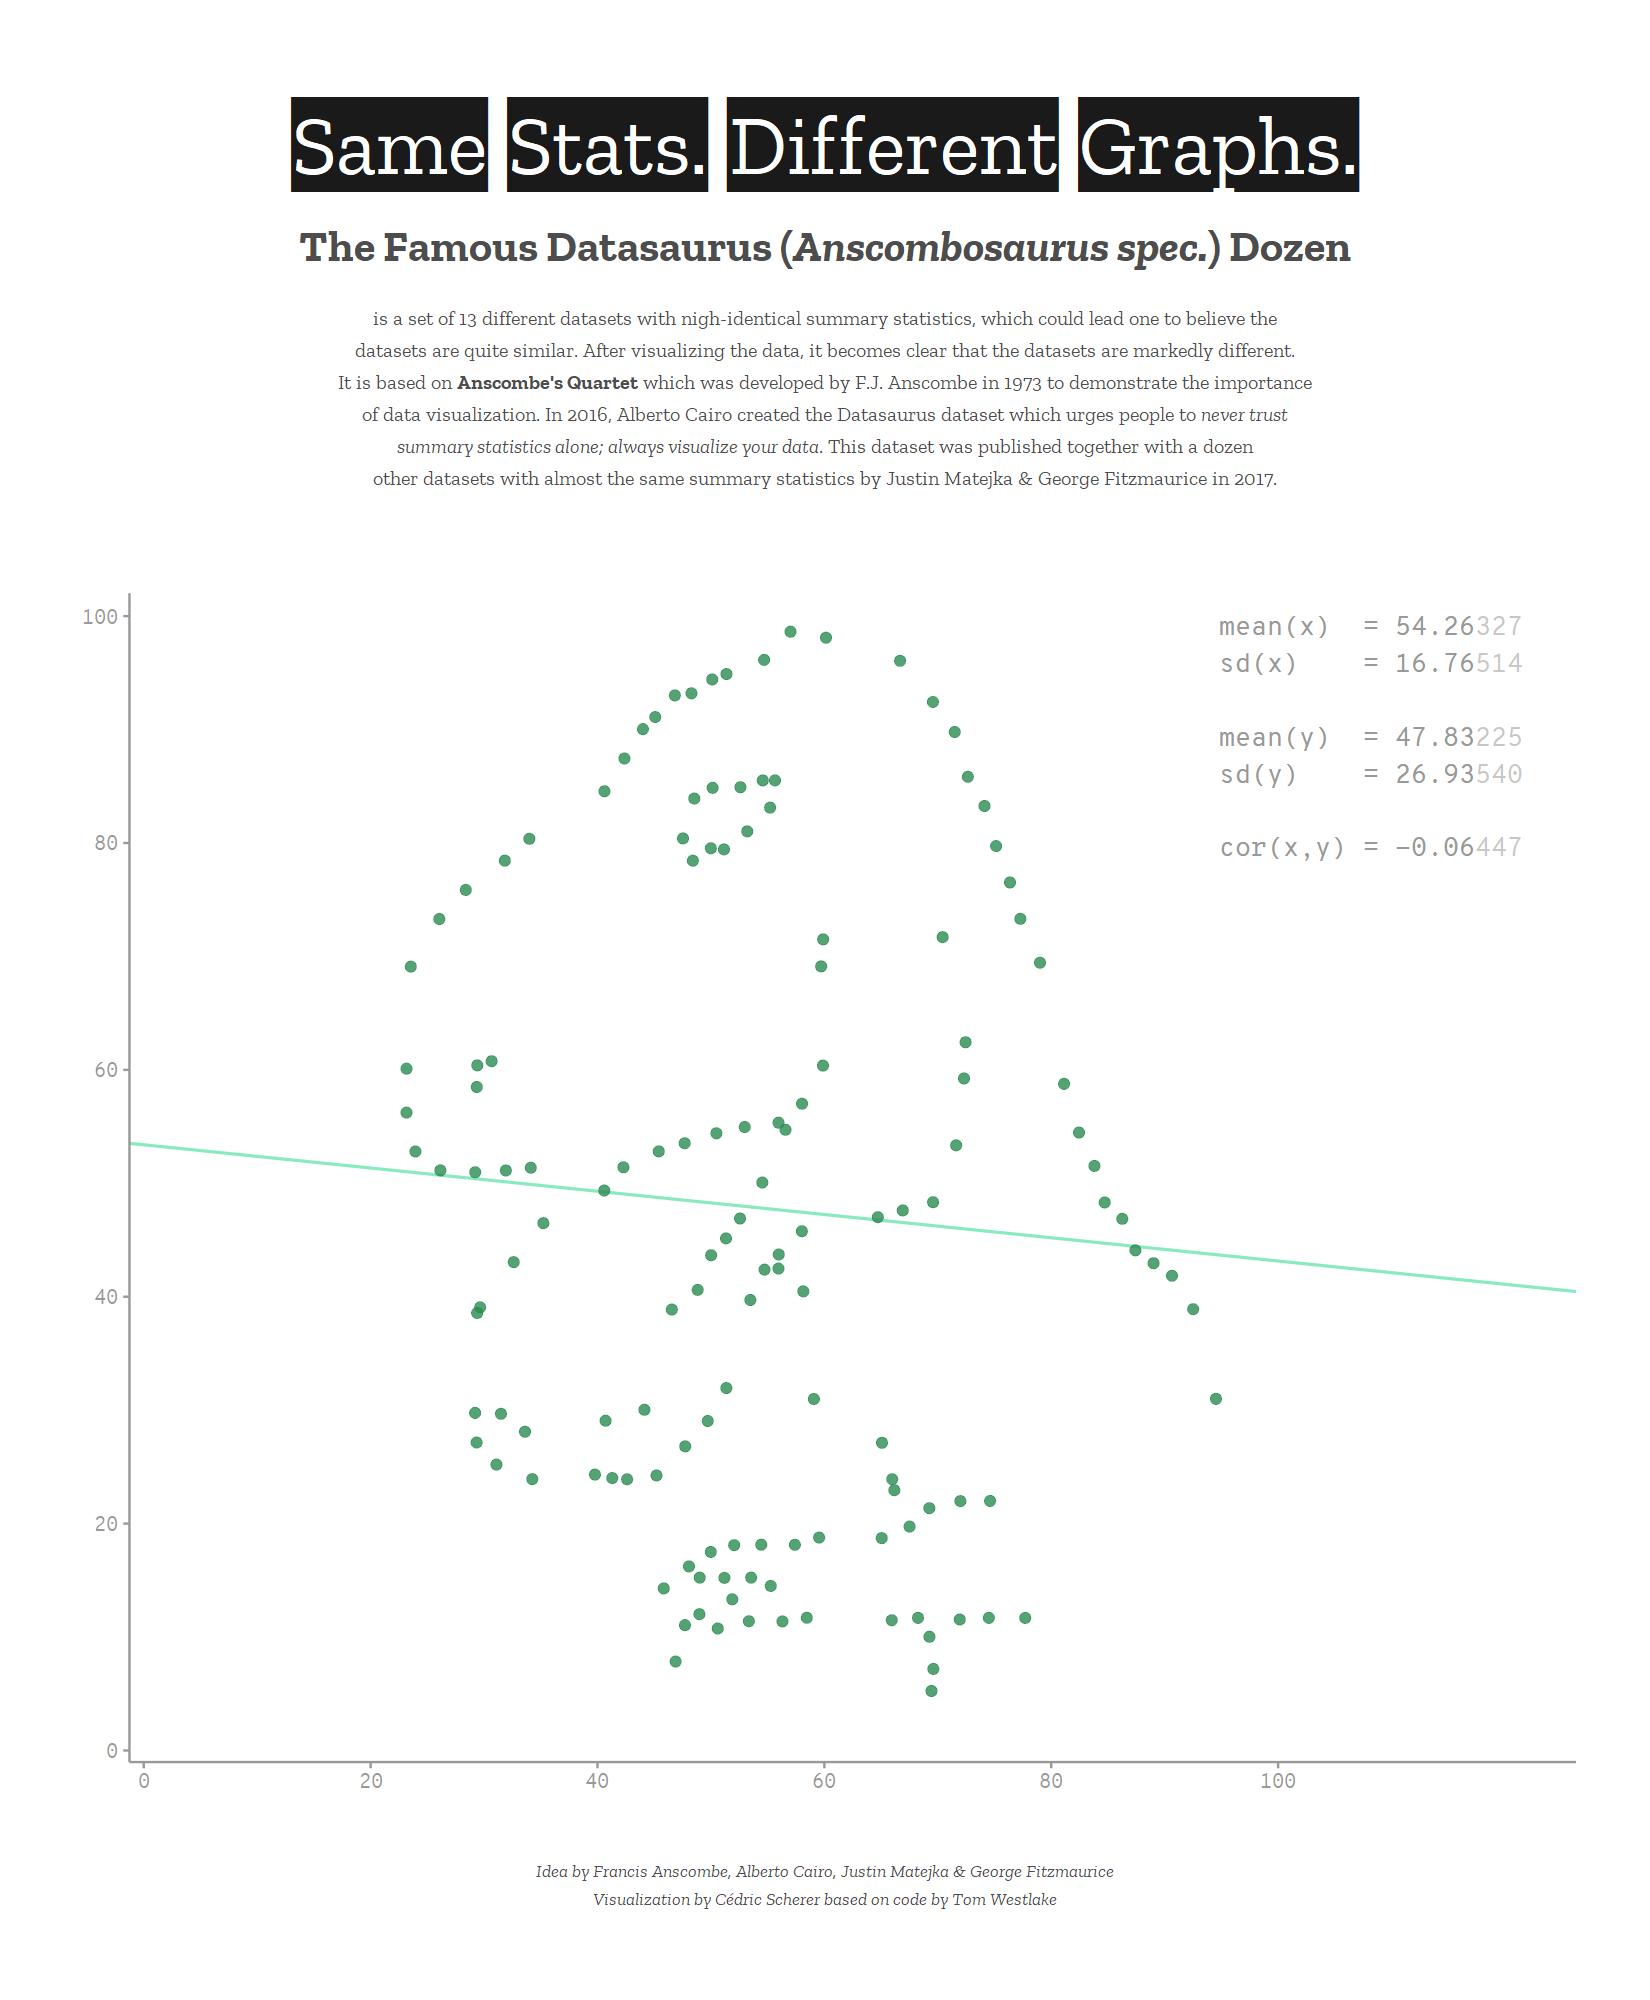 Same Stats. Different Graphs.
The Famous Datasaurus (Anscombosaurus spec.) Dozen
is a set of 13 different datasets with nigh-identical summary statistics, which could lead one to believe the
datasets are quite similar. After visualizing the data, it becomes clear that the datasets are markedly different.
It is based on Anscombe's Quartet which was developed by F.J. Anscombe in 1973 to demonstrate the importance
of data visualization. In 2016, Alberto Cairo created the Datasaurus dataset which urges people to never trust
summary statistics alone; always visualize your data. This dataset was published together with a dozen
other datasets with almost the same summary statistics by Justin Matejka & George Fitzmaurice in 2017.
mean(x) = 54.26327
sd(x) = 16.76514
mean(y) = 47.83225
sd(y) = 26.93540
cor(x,y) = −0.06447
100
80
60
40
20
0
0 20 40 60 80 100
Idea by Francis Anscombe, Alberto Cairo, Justin Matejka & George Fitzmaurice
Visualization by Cédric Scherer based on code by Tom Westlake